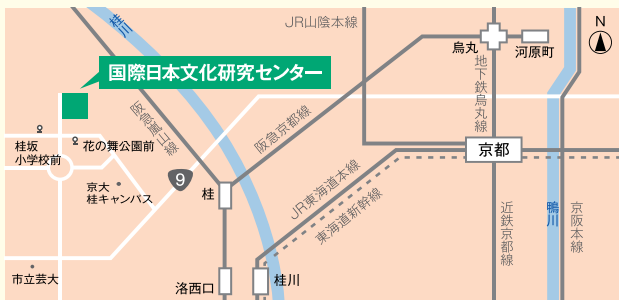 JR山陰本線
N
桂川
烏丸
河原町
国際日本文化研究センター
地下鉄烏丸線
阪急嵐山線
阪急京都線
桂坂
小学校前
花の舞公園前
京都
京大
桂キャンパス
9
桂
JR東海道本線
東海道新幹線
近鉄京都線
鴨川
京阪本線
市立芸大
洛西口
桂川